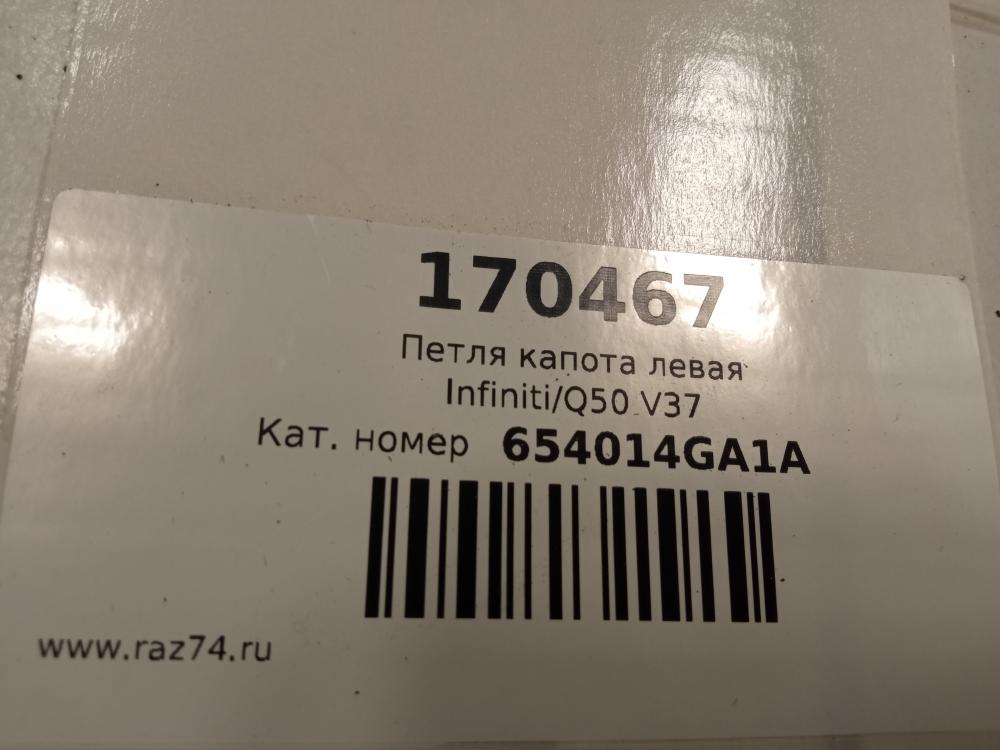 170467
Петля капота левая
Infiniti/Q50 V37
Кат. номер 654014GA1A
www.raz74.ru